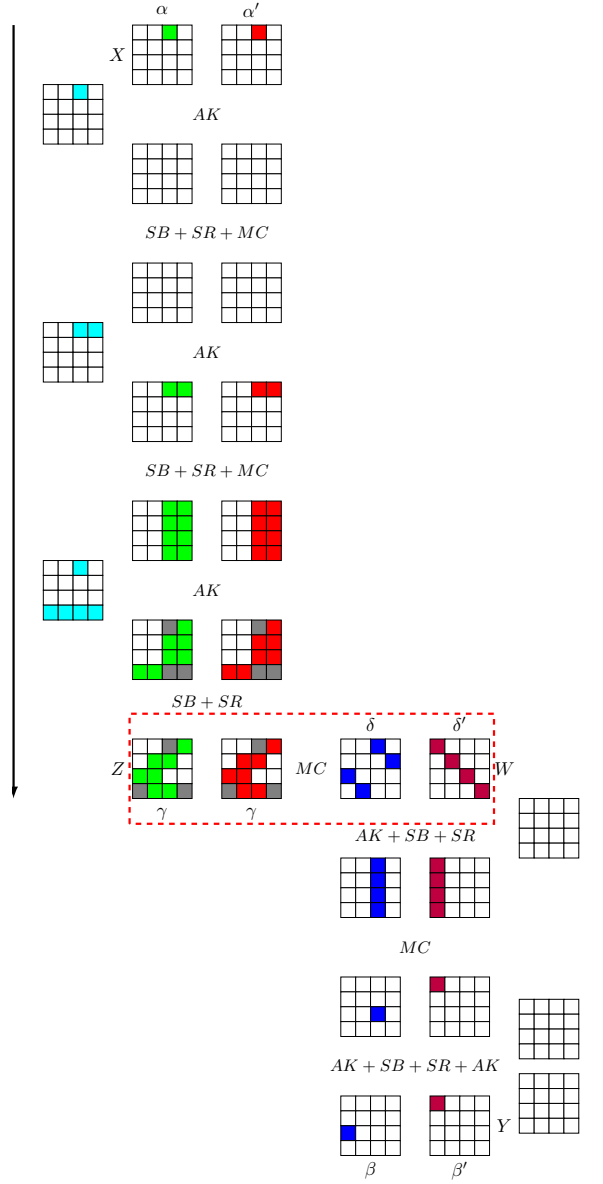 α α′
X
AK
SB + SR + MC
AK
SB + SR + MC
AK
SB + SR
δ δ′
Z MC W
γ γ
AK + SB + SR
MC
AK + SB + SR + AK
Y
β β′